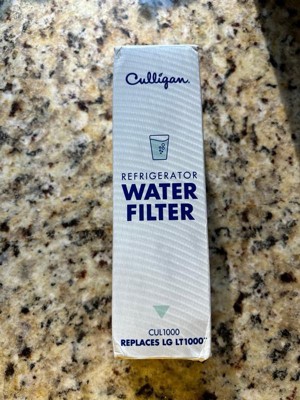 Culligan.
REFRIGERATOR
WATER
FILTER
CUL1000
REPLACES LG LT1000**